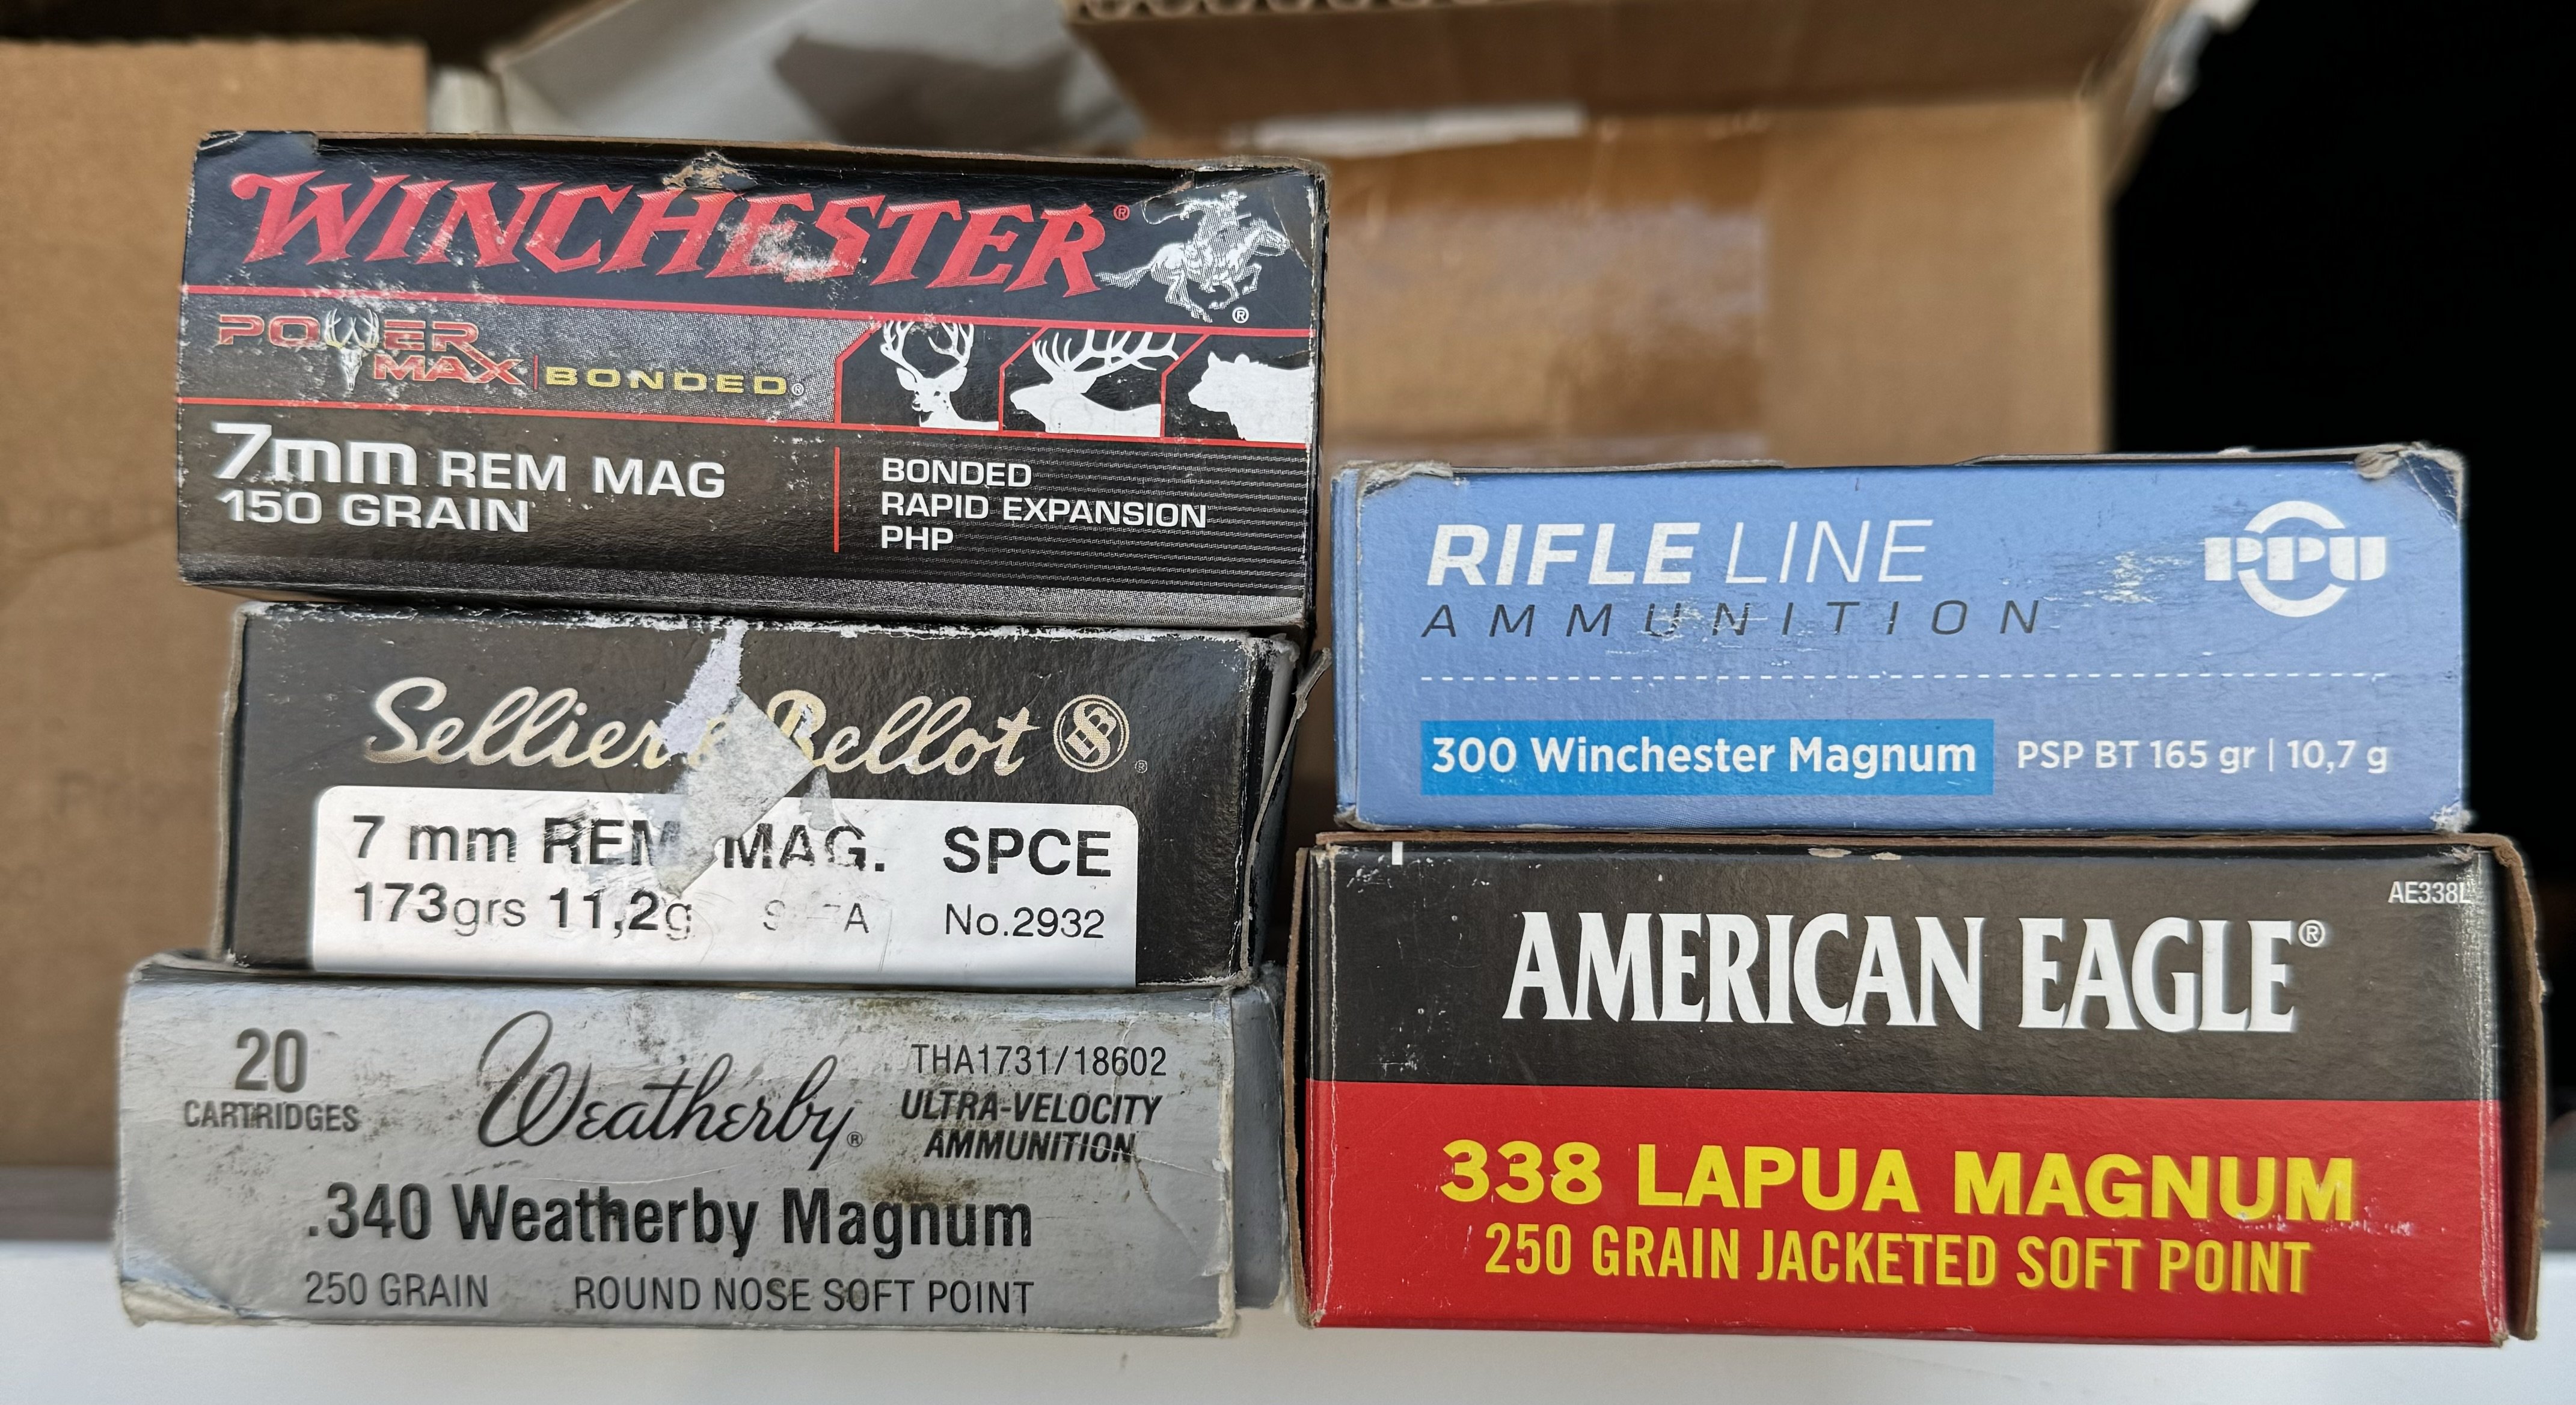 WINCHESTER®
®
POWER
MAX | BONDED®
7mm REM MAG
150 GRAIN
BONDED
RAPID EXPANSION
PHP
Sellier Bellot
®
7 mm REM MAG. SPCE
173grs 11,2g No.2932
20
CARTRIDGES
Weatherby®
THA1731/18602
ULTRA-VELOCITY
AMMUNITION
.340 Weatherby Magnum
250 GRAIN ROUND NOSE SOFT POINT
RIFLE LINE
AMMUNITION
PPU
300 Winchester Magnum PSP BT 165 gr | 10,7 g
AE338L
AMERICAN EAGLE®
338 LAPUA MAGNUM
250 GRAIN JACKETED SOFT POINT